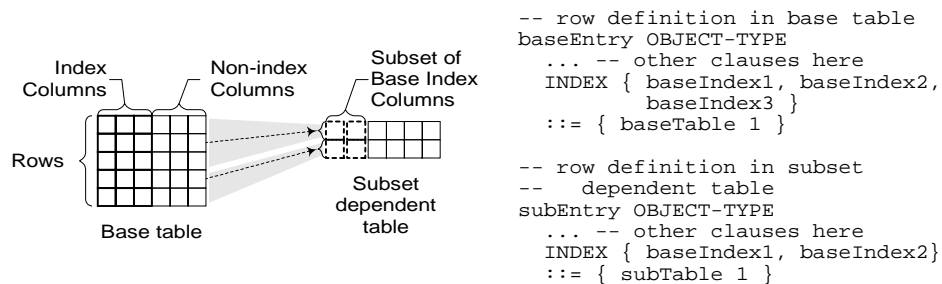 Index
Columns
Non-index
Columns
Subset of
Base Index
Columns
Rows
Base table
Subset
dependent
table
-- row definition in base table
baseEntry OBJECT-TYPE
... -- other clauses here
INDEX { baseIndex1, baseIndex2,
baseIndex3 }
::= { baseTable 1 }
-- row definition in subset
-- dependent table
subEntry OBJECT-TYPE
... -- other clauses here
INDEX { baseIndex1, baseIndex2}
::= { subTable 1 }